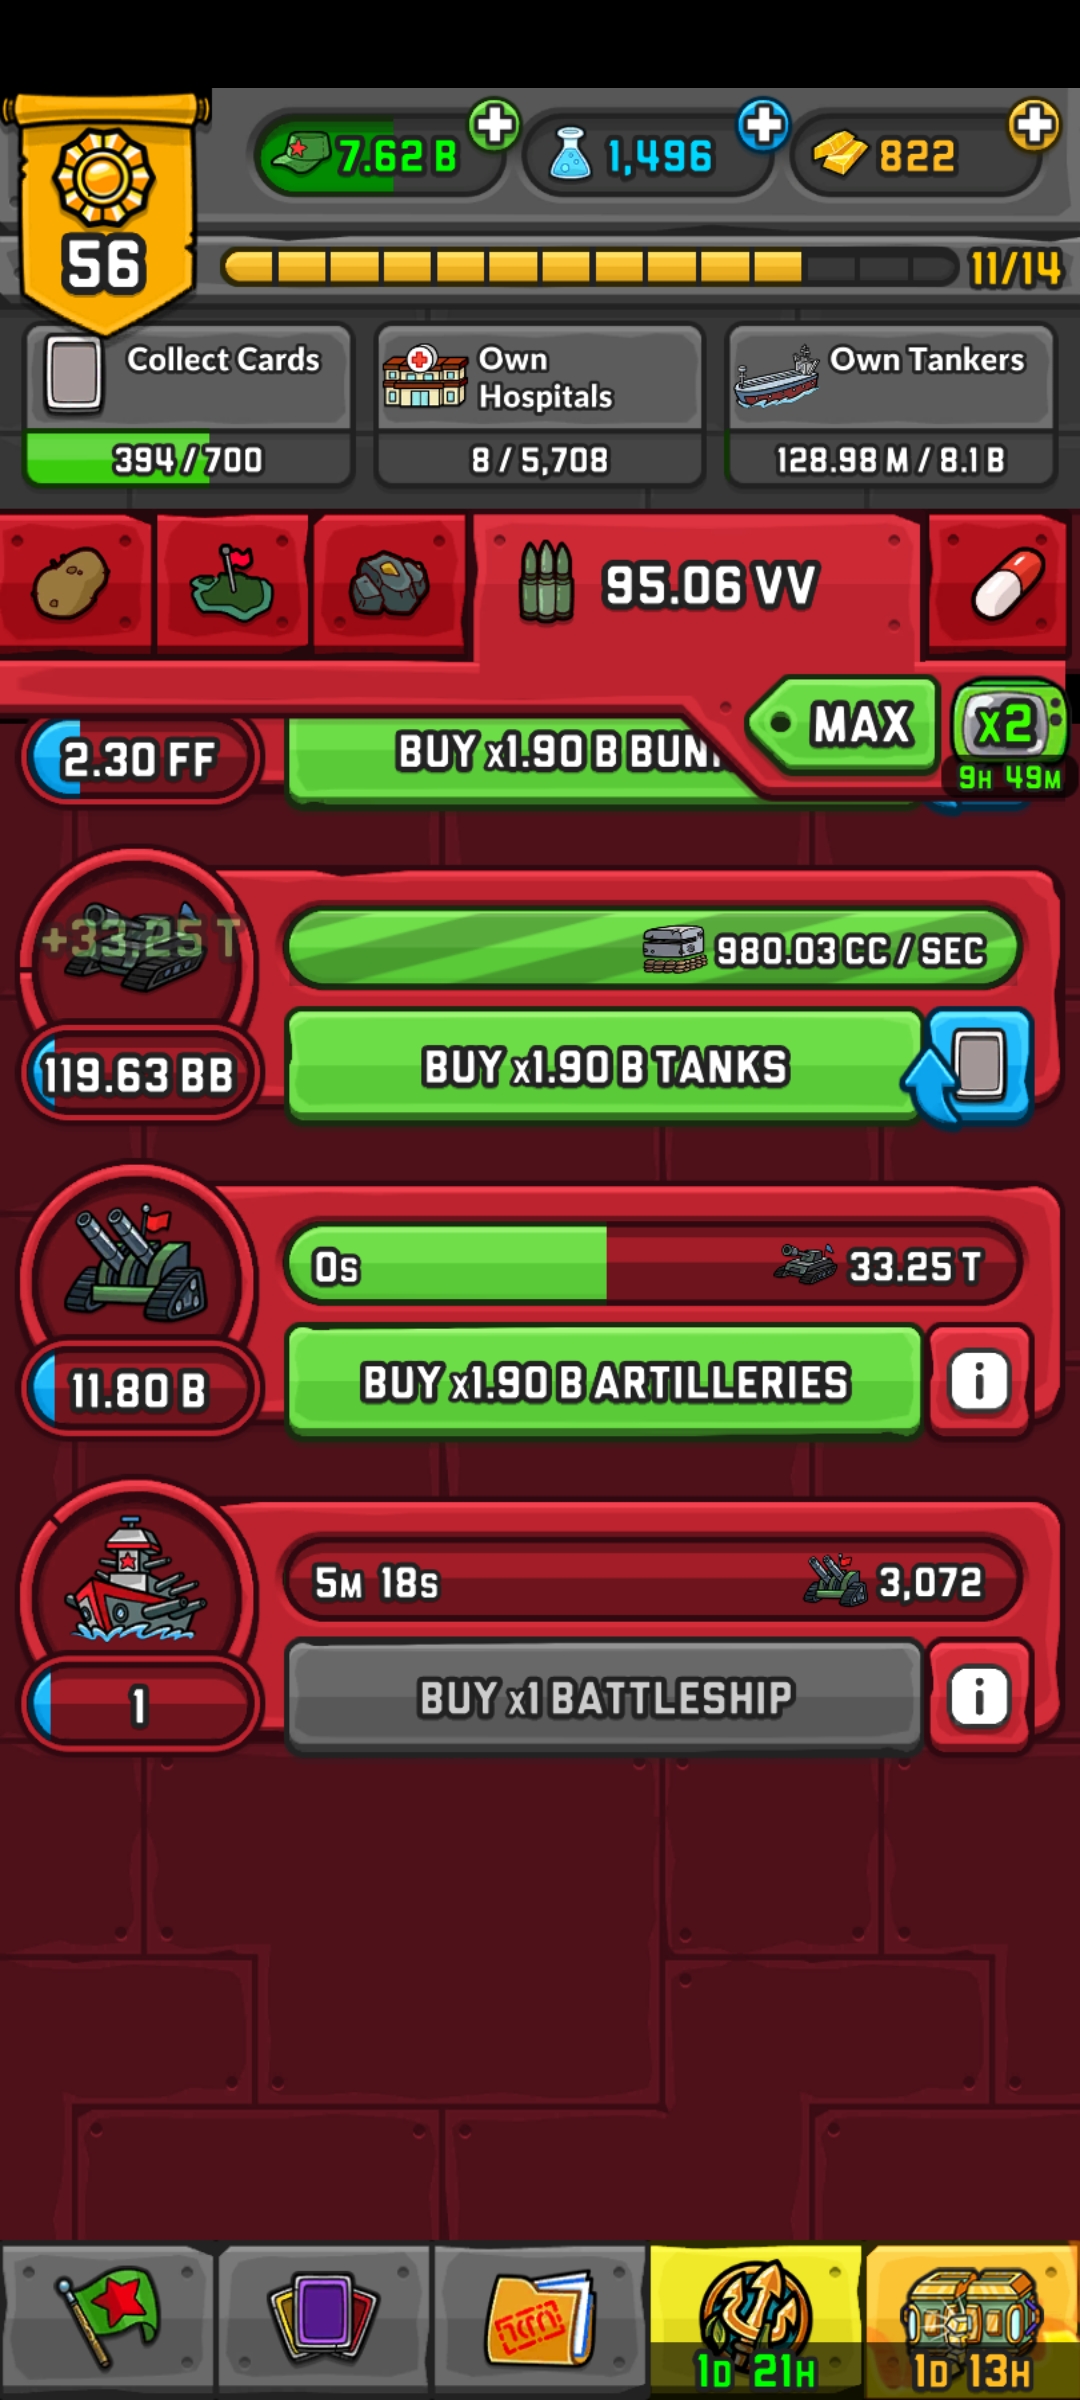 7.62 B
1,496
822
56
11/14
Collect Cards
394/700
Own
Hospitals
8/5,708
Own Tankers
128.98 M/8.1 B
95.06 VV
MAX
x2
9H 49M
2.30 FF
BUY x1.90 B BUN
+33.25 T
980.03 CC / SEC
119.63 BB
BUY x1.90 B TANKS
0s
33.25 T
11.80 B
BUY x1.90 B ARTILLERIES
i
5M 18s
3,072
1
BUY x1 BATTLESHIP
i
1D 21H
1D 13H